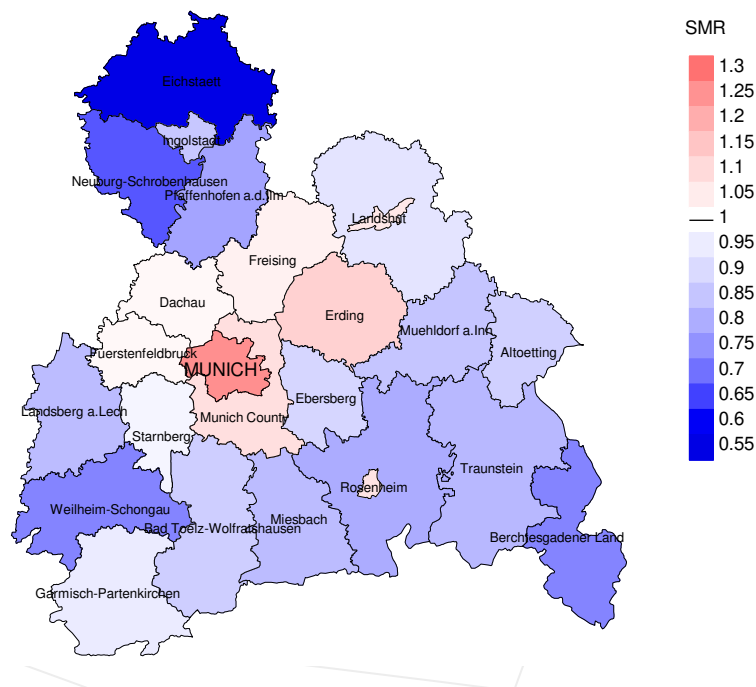 SMR
1.3
1.25
1.2
1.15
1.1
1.05
1
0.95
0.9
0.85
0.8
0.75
0.7
0.65
0.6
0.55
Eichstaett
Ingolstadt
Neuburg-Schrobenhausen
Pfaffenhofen a.d.Ilm
Landshut
Freising
Dachau
Erding
Muehldorf a.Inn
Altoetting
Fuerstenfeldbruck
MUNICH
Ebersberg
Landsberg a.Lech
Munich County
Starnberg
Traunstein
Rosenheim
Weilheim-Schongau
Miesbach
Bad Toelz-Wolfratshausen
Berchtesgadener Land
Garmisch-Partenkirchen